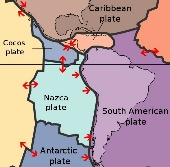 Caribbean
plate
Cocos
plate
Nazca
plate
South American
plate
Antarctic
plate